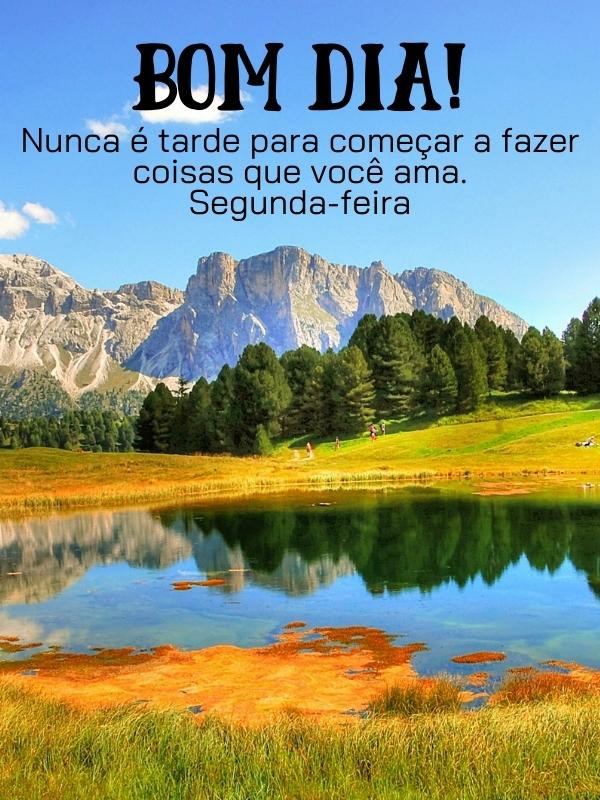 BOM DIA!
Nunca é tarde para começar a fazer
coisas que você ama.
Segunda-feira